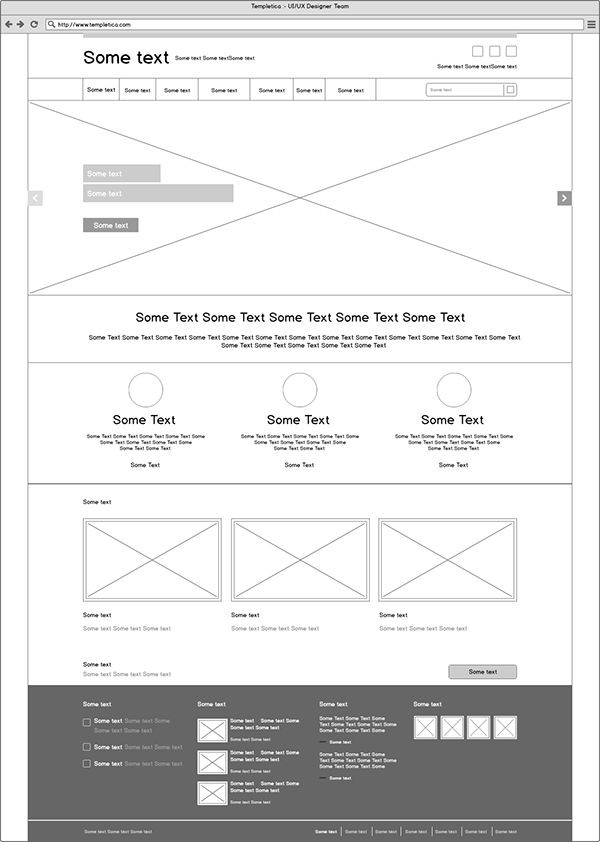 Templetica :- UI/UX Designer Team
http://www.templetica.com
Some text Some text Some textSome text
Some text Some textSome text
Some text Some text Some text Some text Some text Some text Some text
Some text
Some text
Some text
Some text
Some Text Some Text Some Text Some Text Some Text
Some Text Some Text Some Text Some Text Some Text Some Text Some Text Some Text Some Text Some Text Some Text Some Text Some Text
Some Text Some Text Some Text Some Text Some Text
Some Text
Some Text Some Text Some Text Some Text Some
Some Text Some Text Some Text Some
Some Text Some Text
Some Text
Some Text
Some Text Some Text Some Text Some Text Some
Some Text Some Text Some Text Some
Some Text Some Text
Some Text
Some Text
Some Text Some Text Some Text Some Text Some
Some Text Some Text Some Text Some
Some Text Some Text
Some Text
Some text
Some text
Some text Some text Some text
Some text
Some text Some text Some text
Some text
Some text Some text Some text
Some text
Some text Some text Some text
Some text
Some text
Some text Some text Some
Some text Some text
Some text Some text Some text
Some text Some text Some text
Some text
Some text Some text Some
text Some text Some Text
Some text Some text
Some text Some text Some
text Some text Some Text
Some text Some text
Some text Some text Some
text Some text Some Text
Some text Some text
Some text
Some Text Some Text Some
Text Some Text Some Text
Some Text Some Text Some
Some text
Some Text Some Text Some
Text Some Text Some Text
Some Text Some Text Some
Some text
Some text
Some text Some text Some text
Some text Some text Some text Some text Some text Some text Some text